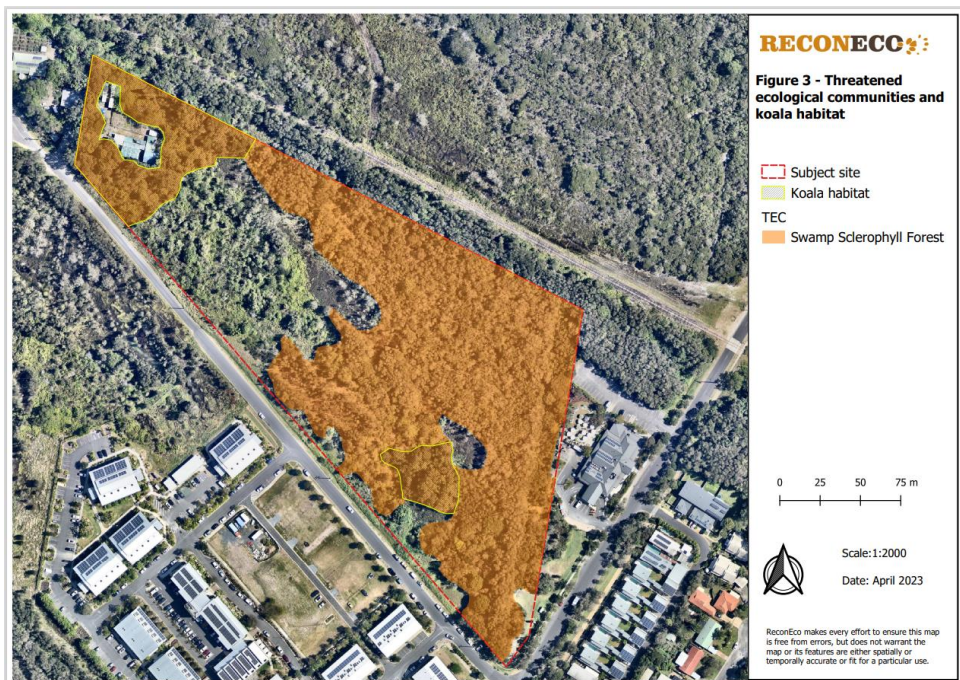 RECONECO
Figure 3 - Threatened
ecological communities and
koala habitat
Subject site
Koala habitat
TEC
Swamp Sclerophyll Forest
0 25 50 75 m
Scale:1:2000
Date: April 2023
ReconEco makes every effort to ensure this map
is free from errors, but does not warrant the
map or its features are either spatially or
temporally accurate or fit for a particular use.